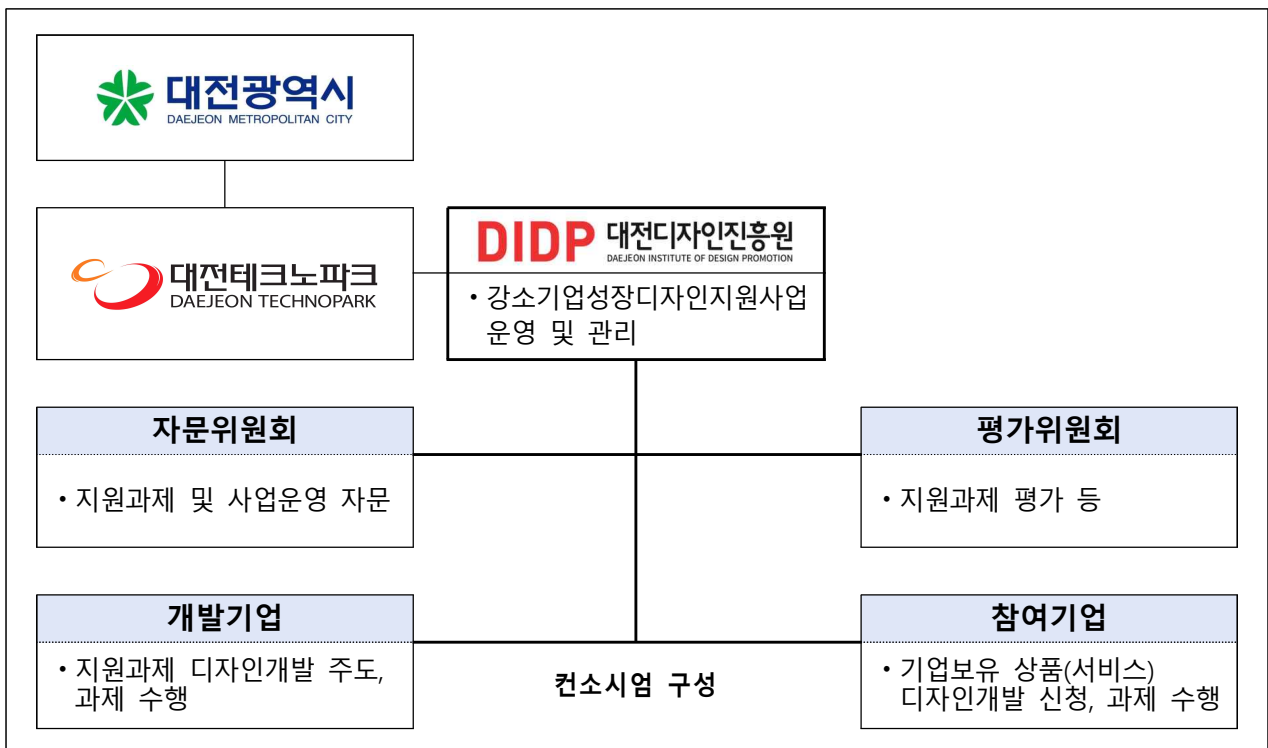 대전광역시
DAEJEON METROPOLITAN CITY
대전테크노파크
DAEJEON TECHNOPARK
DIDP 대전디자인진흥원
DAEJEON INSTITUTE OF DESIGN PROMOTION
• 강소기업성장디자인지원사업
운영 및 관리
자문위원회
• 지원과제 및 사업운영 자문
평가위원회
• 지원과제 평가 등
개발기업
• 지원과제 디자인개발 주도,
과제 수행
컨소시엄 구성
참여기업
• 기업보유 상품(서비스)
디자인개발 신청, 과제 수행